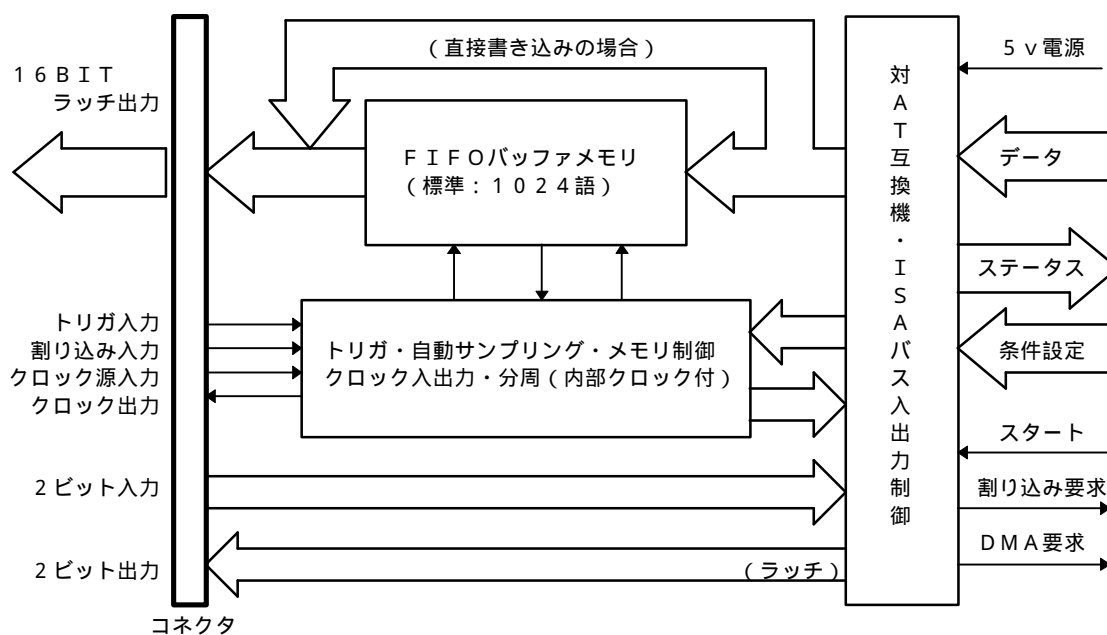 (直接書き込みの場合)
16BIT
ラッチ出力
FIFOバッファメモリ
(標準:1024語)
トリガ入力
割り込み入力
クロック源入力
クロック出力
トリガ・自動サンプリング・メモリ制御
クロック入出力・分周(内部クロック付)
2ビット入力
2ビット出力
(ラッチ)
コネクタ
対AT互換機・ISAバス入出力制御
5v電源
データ
ステータス
条件設定
スタート
割り込み要求
DMA要求